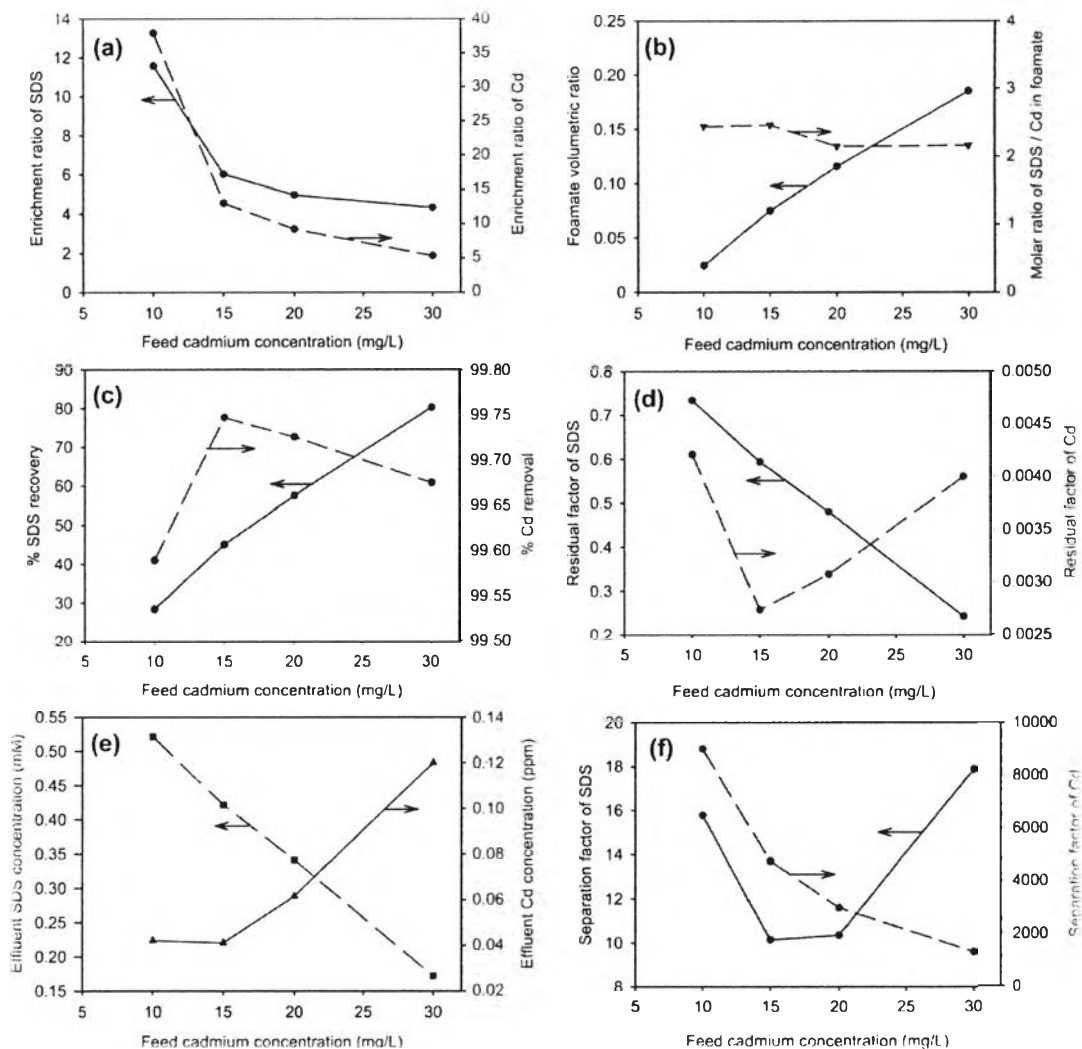 (a)
Enrichment ratio of SDS
14
12
10
8
6
4
2
0
40
35
30
25
20
15
10
5
0
Enrichment ratio of Cd
5 10 15 20 25 30
Feed cadmium concentration (mg/L)
(b)
Foamate volumetric ratio
0.25
0.20
0.15
0.10
0.05
0
4
3
2
1
0
Molar ratio of SDS / Cd in foamate
5 10 15 20 25 30
Feed cadmium concentration (mg/L)
(c)
% SDS recovery
90
80
70
60
50
40
30
20
99.80
99.75
99.70
99.65
99.60
99.55
99.50
% Cd removal
5 10 15 20 25 30
Feed cadmium concentration (mg/L)
(d)
Residual factor of SDS
0.8
0.7
0.6
0.5
0.4
0.3
0.2
0.0050
0.0045
0.0040
0.0035
0.0030
0 0025
Residual factor of Cd
5 10 15 20 25 30
Feed cadmium concentration (mg/L)
(e)
Effluent SDS concentration (mM)
0.55
0.50
0.45
0.40
0.35
0.30
0.25
0.20
0.15
0.14
0.12
0.10
0.08
0.06
0.04
0.02
Effluent Cd concentration (ppm)
5 10 15 20 25 30
Feed cadmium concentration (mg/L)
(f)
Separation factor of SDS
20
18
16
14
12
10
8
10000
8000
6000
4000
2000
0
Separation factor of Cd
5 10 15 20 25 30
Feed cadmium concentration (mg/L)